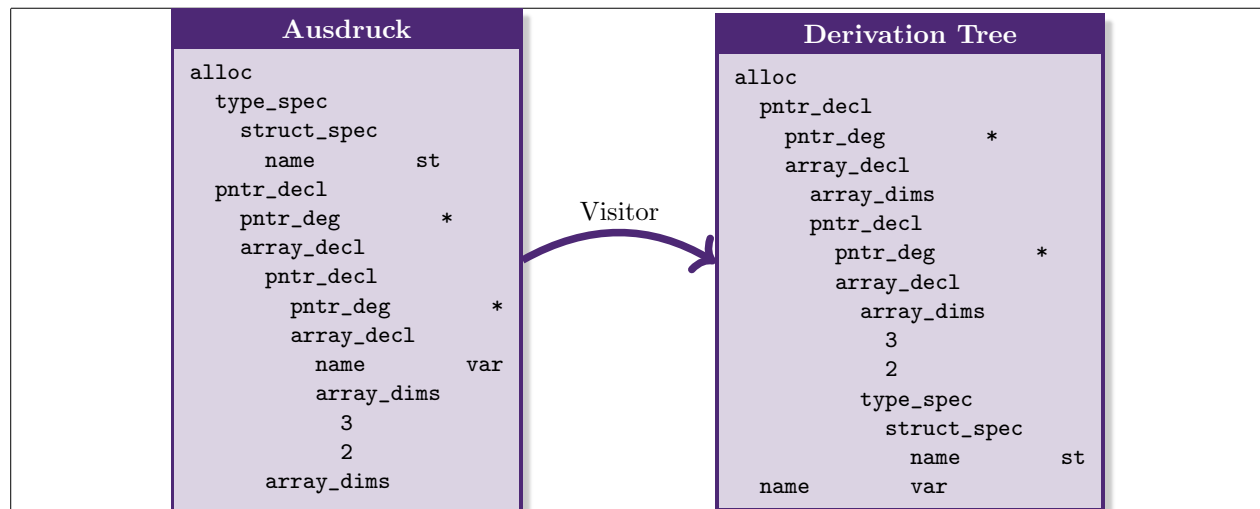 Ausdruck
alloc
  type_spec
    struct_spec
      name        st
  pntr_decl
    pntr_deg        *
    array_decl
      pntr_decl
        pntr_deg        *
        array_decl
          name        var
          array_dims
            3
            2
      array_dims
Visitor
Derivation Tree
alloc
  pntr_decl
    pntr_deg        *
    array_decl
      array_dims
      pntr_decl
        pntr_deg        *
        array_decl
          array_dims
            3
            2
          type_spec
            struct_spec
              name        st
  name        var